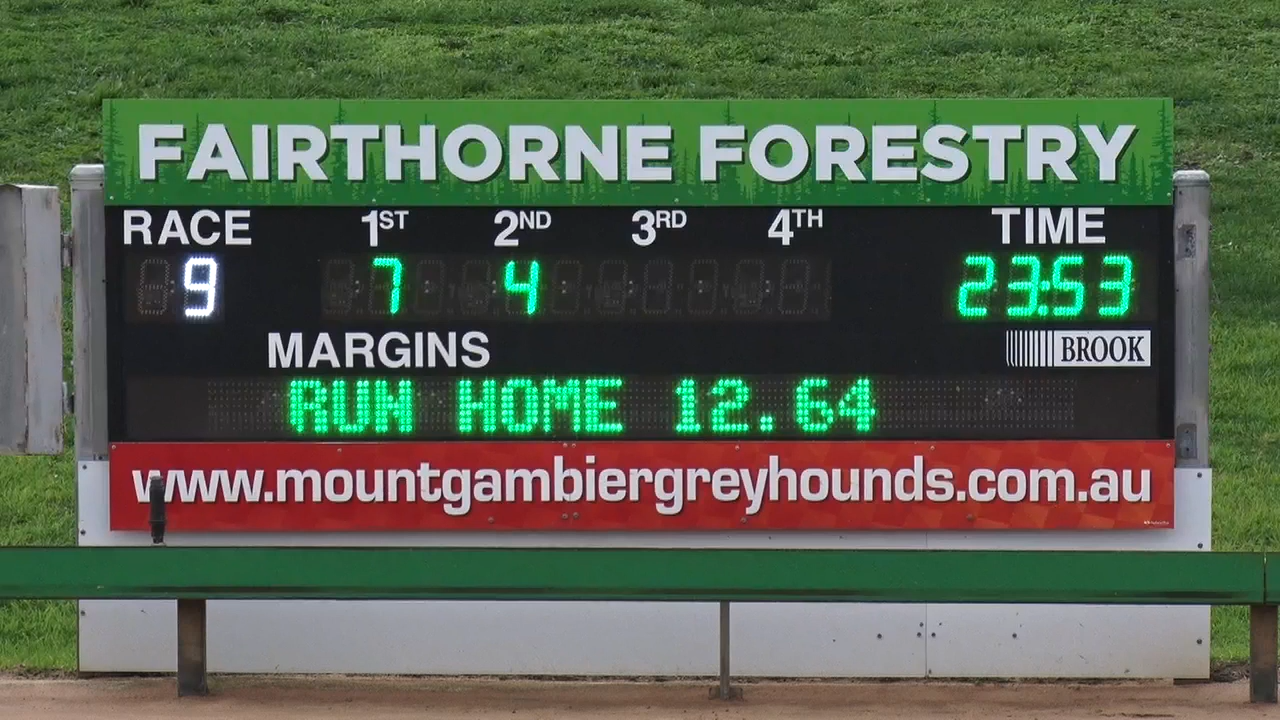 FAIRTHORNE FORESTRY
RACE 1ST 2ND 3RD 4TH TIME
9 7 4 23:53
MARGINS BROOK
RUN HOME 12.64
www.mountgambiergreyhounds.com.au